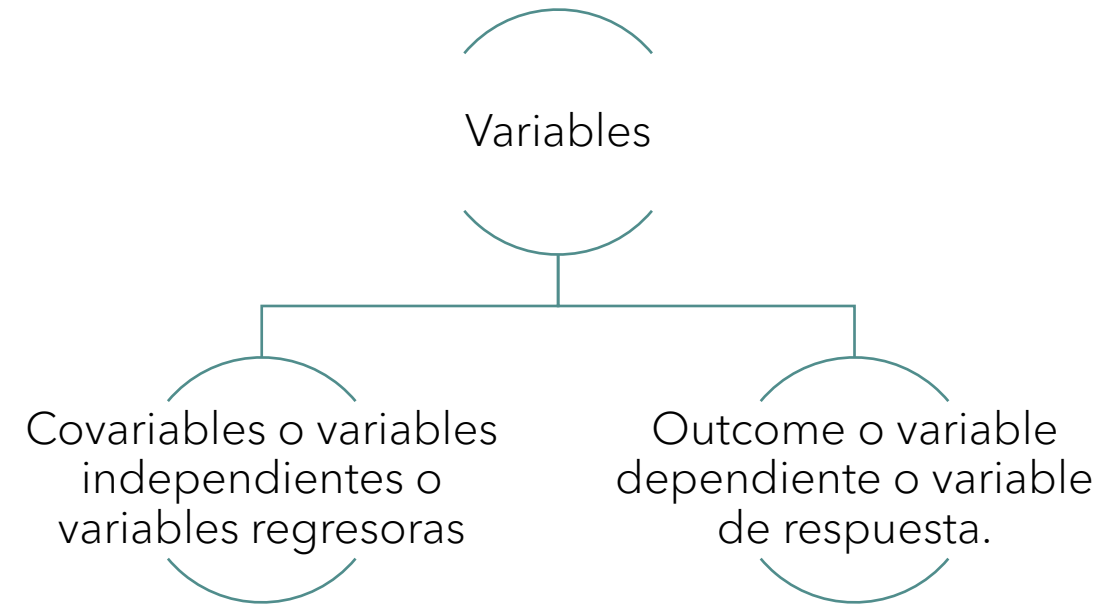 Variables
Covariables o variables
independientes o
variables regresoras
Outcome o variable
dependiente o variable
de respuesta.